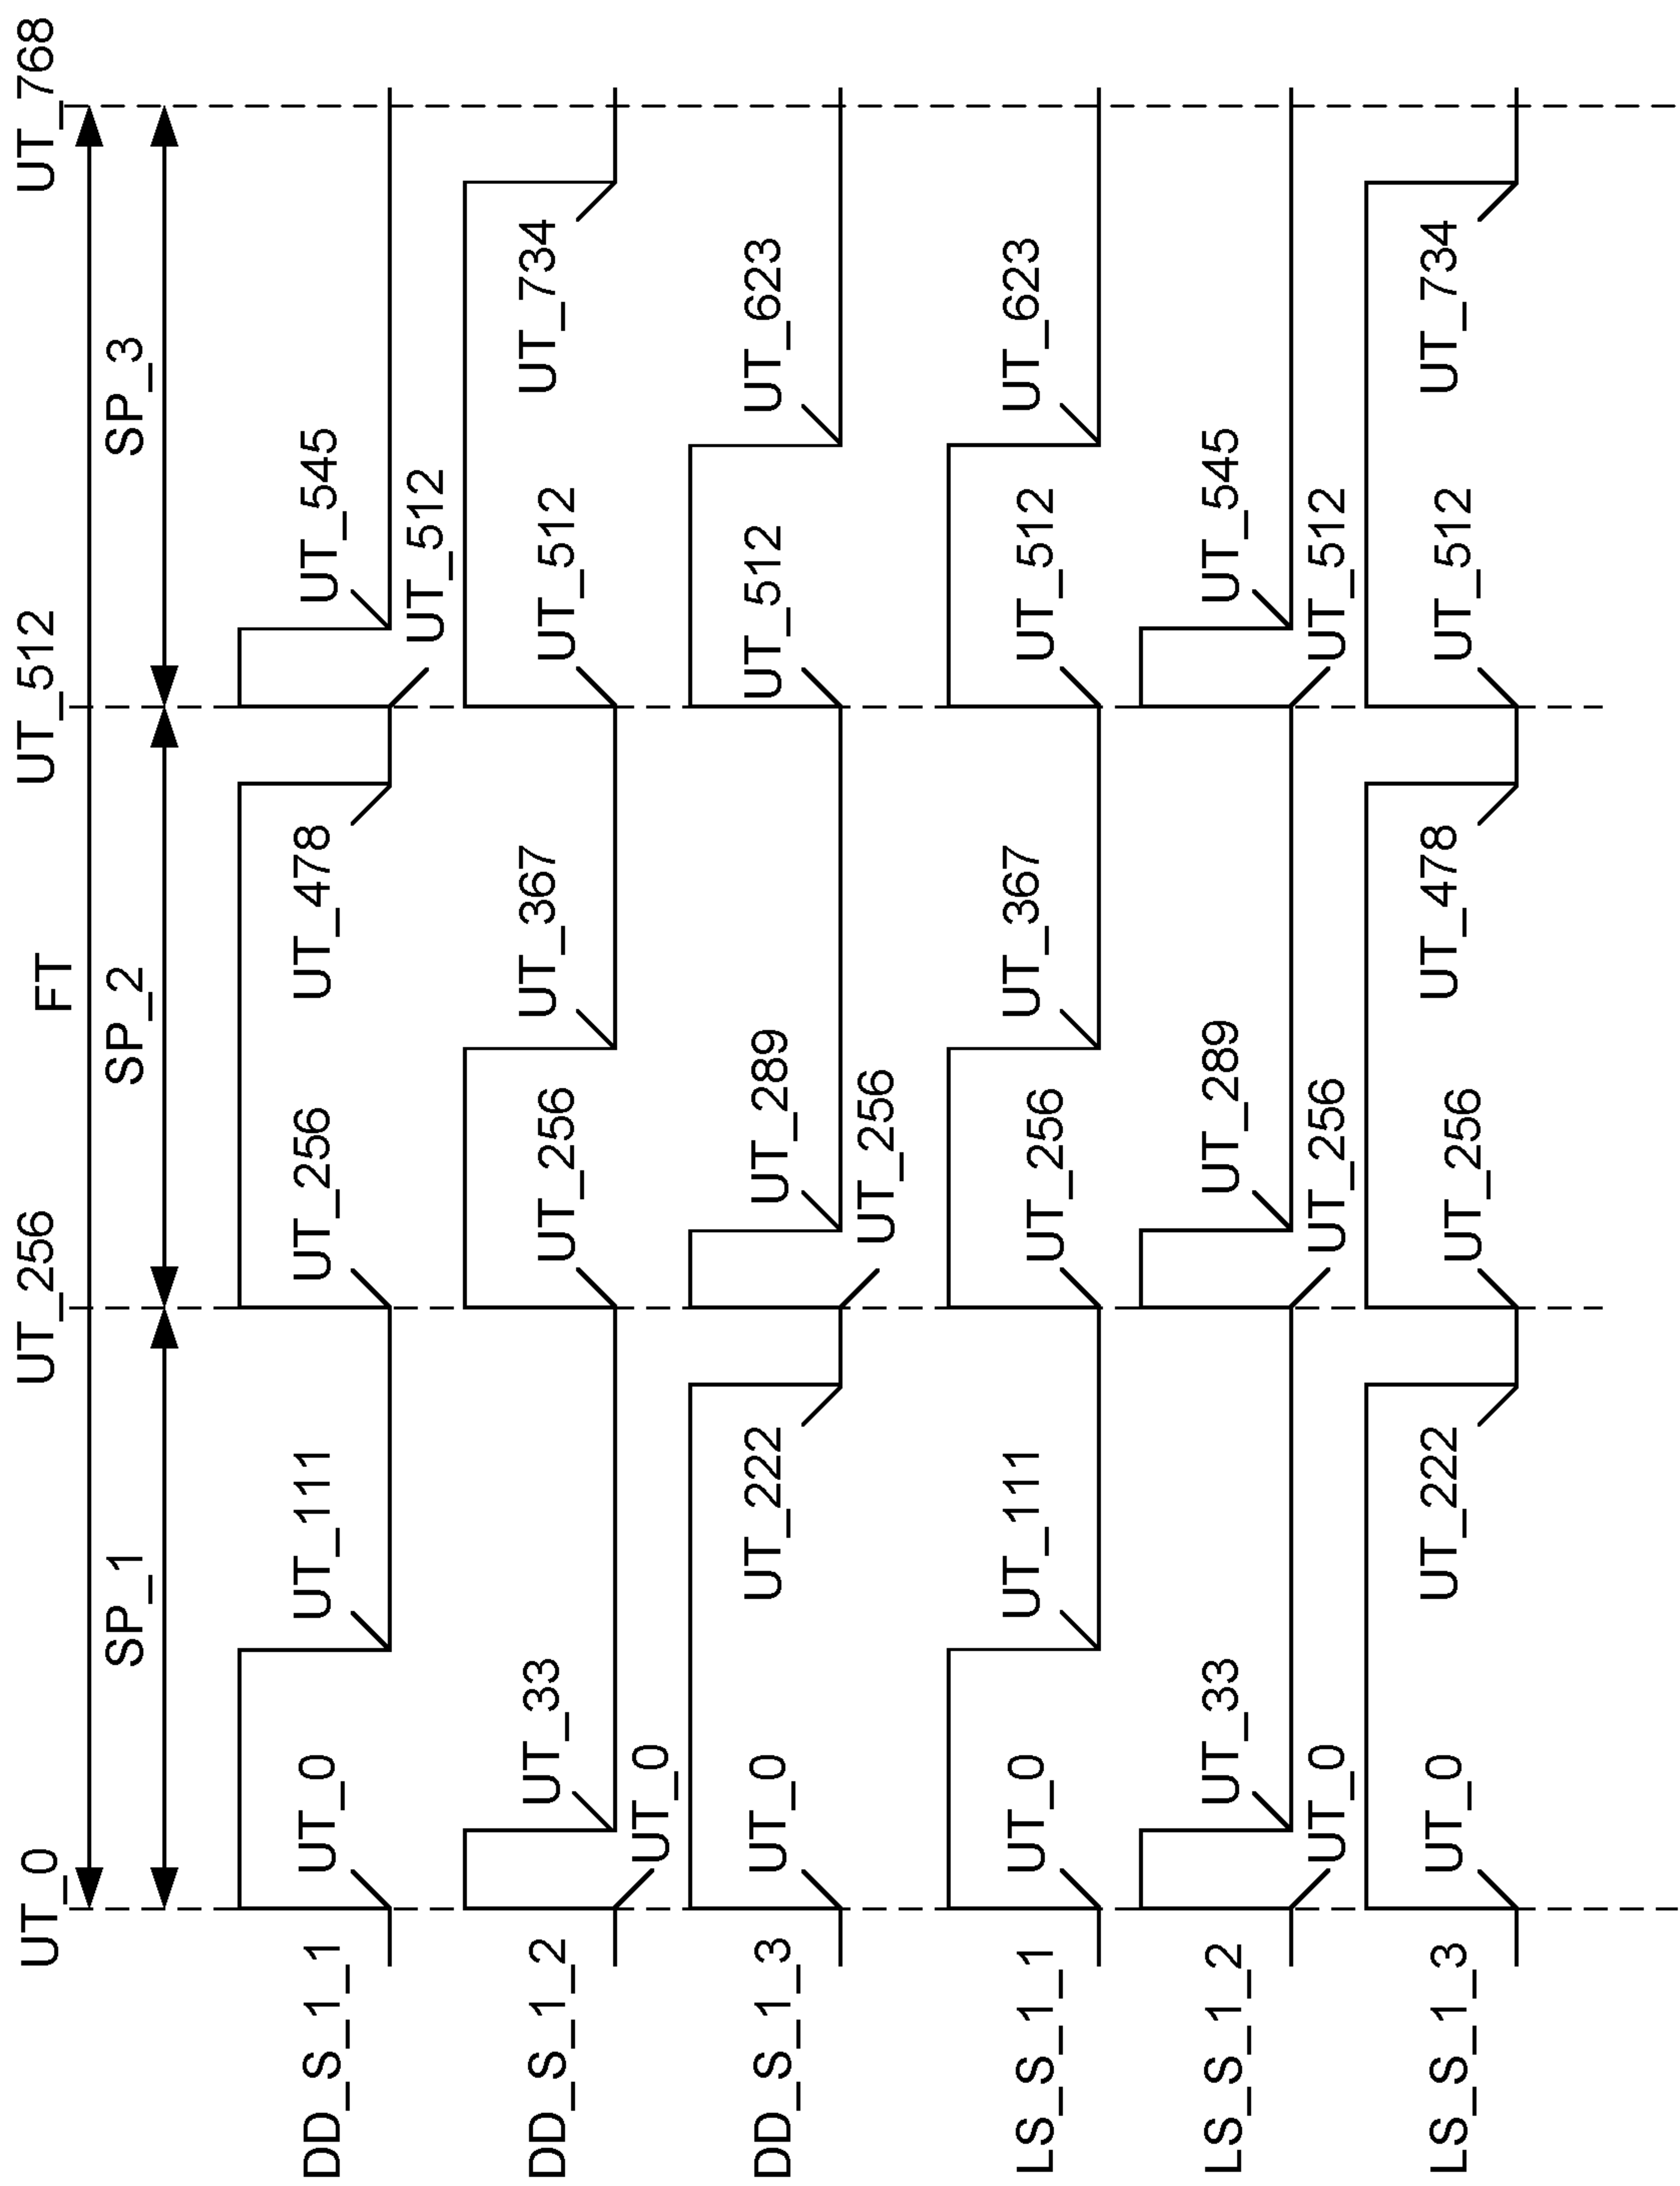 UT_0
UT_256
UT_512
UT_768
FT
SP_1
SP_2
SP_3
DD_S_1_1
UT_0
UT_111
UT_256
UT_478
UT_512
UT_545
DD_S_1_2
UT_0
UT_33
UT_256
UT_367
UT_512
UT_734
DD_S_1_3
UT_0
UT_222
UT_256
UT_289
UT_512
UT_623
LS_S_1_1
UT_0
UT_111
UT_256
UT_367
UT_512
UT_623
LS_S_1_2
UT_0
UT_33
UT_256
UT_289
UT_512
UT_545
LS_S_1_3
UT_0
UT_222
UT_256
UT_478
UT_512
UT_734